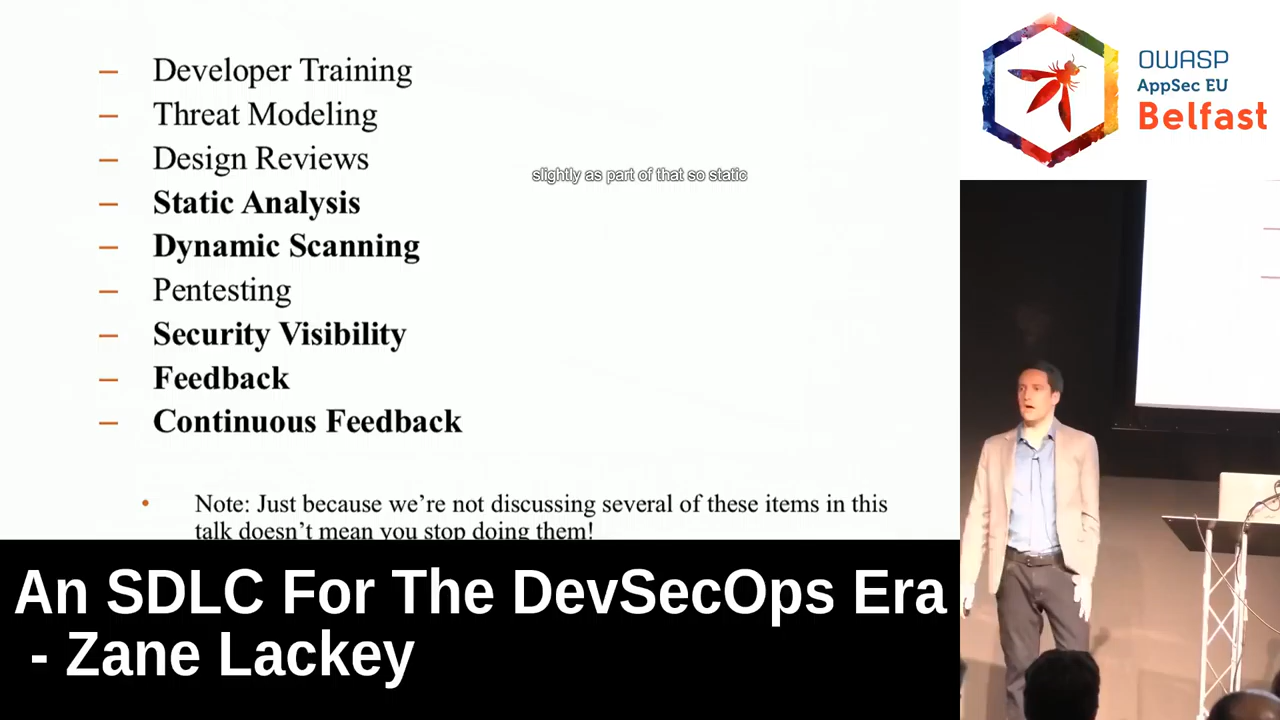 – Developer Training
– Threat Modeling
– Design Reviews
– Static Analysis
– Dynamic Scanning
– Pentesting
– Security Visibility
– Feedback
– Continuous Feedback
• Note: Just because we're not discussing several of these items in this
talk doesn't mean you stop doing them!
slightly as part of that so static
OWASP
AppSec EU
Belfast
An SDLC For The DevSecOps Era
- Zane Lackey